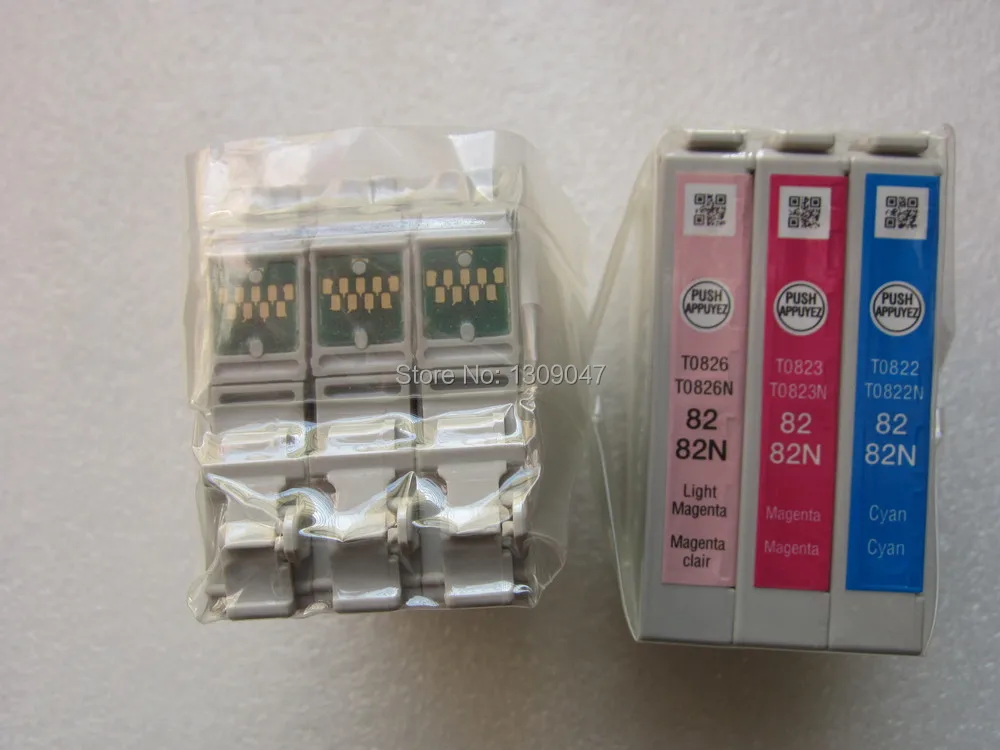 PUSH
APPUYEZ
T0826
T0826N
82
82N
Light
Magenta
Magenta
clair
PUSH
APPUYEZ
T0823
T0823N
82
82N
Magenta
Magenta
PUSH
APPUYEZ
T0822
T0822N
82
82N
Cyan
Cyan
Store No: 1309047